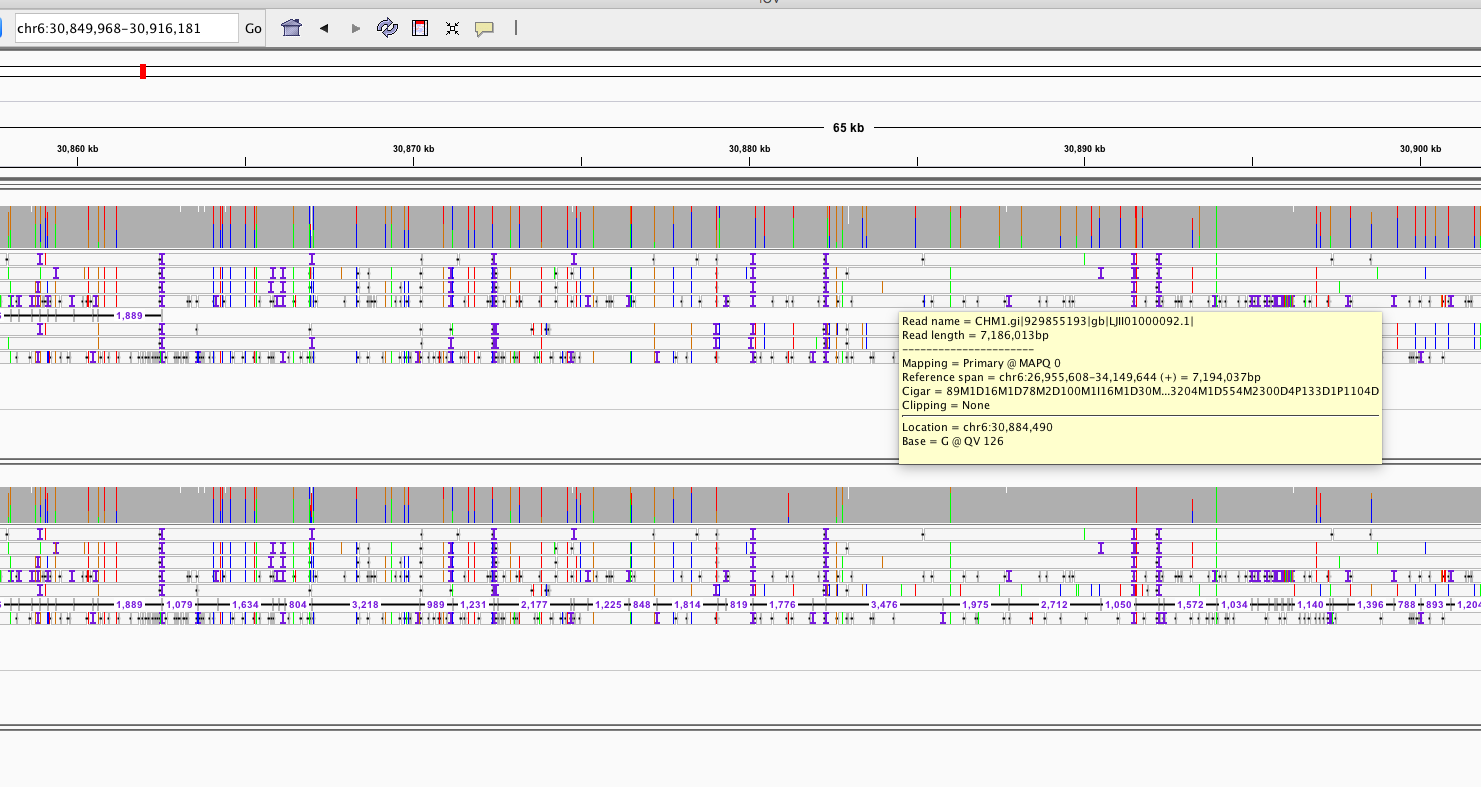 chr6:30,849,968-30,916,181 Go
65 kb
30,860 kb 30,870 kb 30,880 kb 30,890 kb 30,900 kb
1,889
Read name = CHM1.gi|929855193|gb|LJII01000092.1|
Read length = 7,186,013bp
----------------------
Mapping = Primary @ MAPQ 0
Reference span = chr6:26,955,608-34,149,644 (+) = 7,194,037bp
Cigar = 89M1D16M1D78M2D100M1I16M1D30M...3204M1D554M2300D4P133D1P1104D
Clipping = None
Location = chr6:30,884,490
Base = G @ QV 126
1,889 1,079 1,634 804 3,218 989 1,231 2,177 1,225 848 1,814 819 1,776 3,476 1,975 2,712 1,050 1,572 1,034 1,140 1,396 788 893 1,204